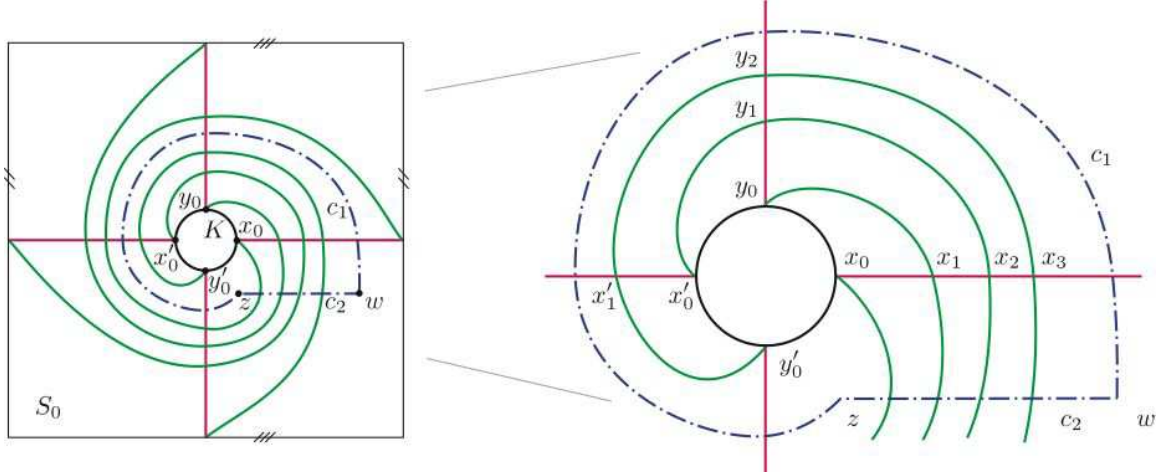 y₀
K
x₀
x′₀
y′₀
c₁
z
c₂
w
S₀
y₂
y₁
y₀
c₁
x₀
x₁
x₂
x₃
x′₁
x′₀
y′₀
z
c₂
w